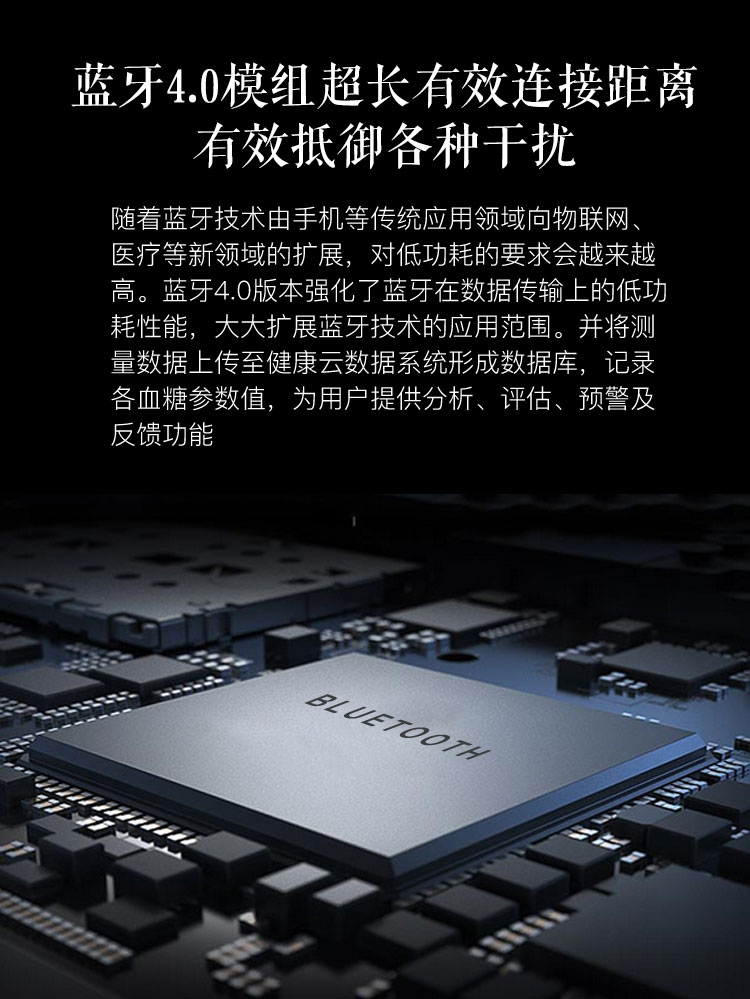 蓝牙4.0模组超长有效连接距离
有效抵御各种干扰
随着蓝牙技术由手机等传统应用领域向物联网、
医疗等新领域的扩展，对低功耗的要求会越来越
高。蓝牙4.0版本强化了蓝牙在数据传输上的低功
耗性能，大大扩展蓝牙技术的应用范围。并将测
量数据上传至健康云数据系统形成数据库，记录
各血糖参数值，为用户提供分析、评估、预警及
反馈功能
BLUETOOTH